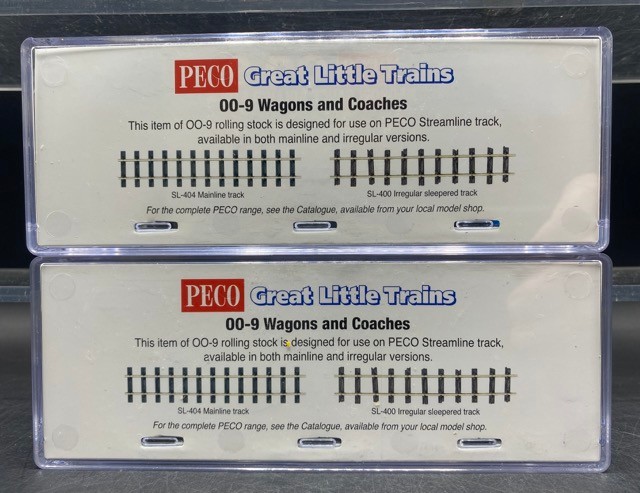 PECO Great Little Trains
OO-9 Wagons and Coaches
This item of OO-9 rolling stock is designed for use on PECO Streamline track,
available in both mainline and irregular versions.
SL-404 Mainline track SL-400 Irregular sleepered track
For the complete PECO range, see the Catalogue, available from your local model shop.
PECO Great Little Trains
OO-9 Wagons and Coaches
This item of OO-9 rolling stock is designed for use on PECO Streamline track,
available in both mainline and irregular versions.
SL-404 Mainline track SL-400 Irregular sleepered track
For the complete PECO range, see the Catalogue, available from your local model shop.